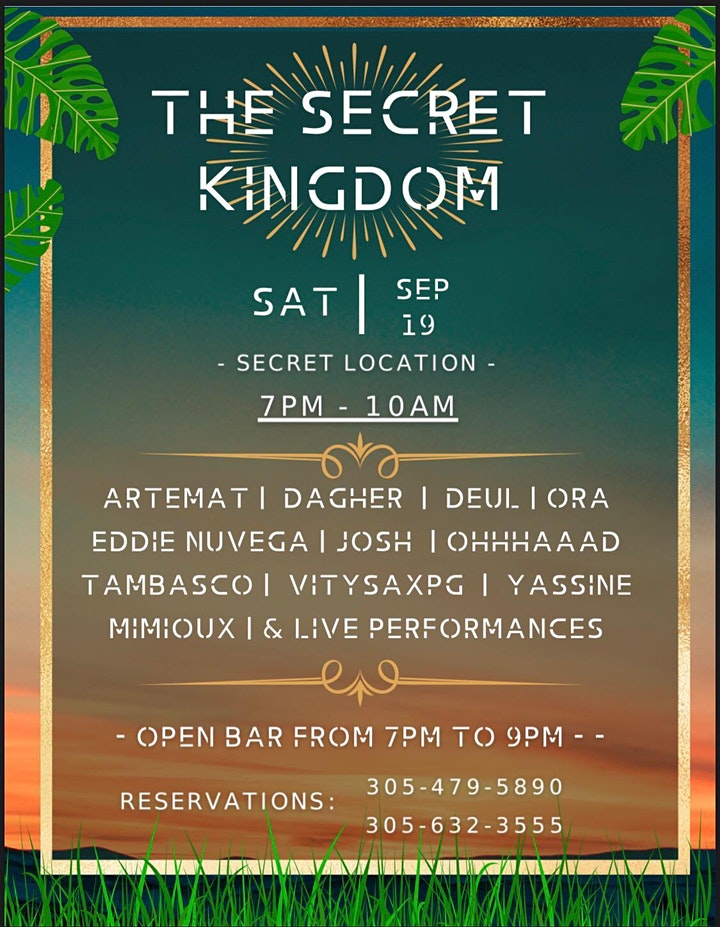 THE SECRET
KINGDOM
SAT | SEP 19
- SECRET LOCATION -
7PM - 10AM
ARTEMAT | DAGHER | DEUL | ORA
EDDIE NUVEGA | JOSH | OHHHAAAD
TAMBASCO | VITYSAXPG | YASSINE
MIMIOUX | & LIVE PERFORMANCES
- OPEN BAR FROM 7PM TO 9PM - -
RESERVATIONS: 305-479-5890
305-632-3555